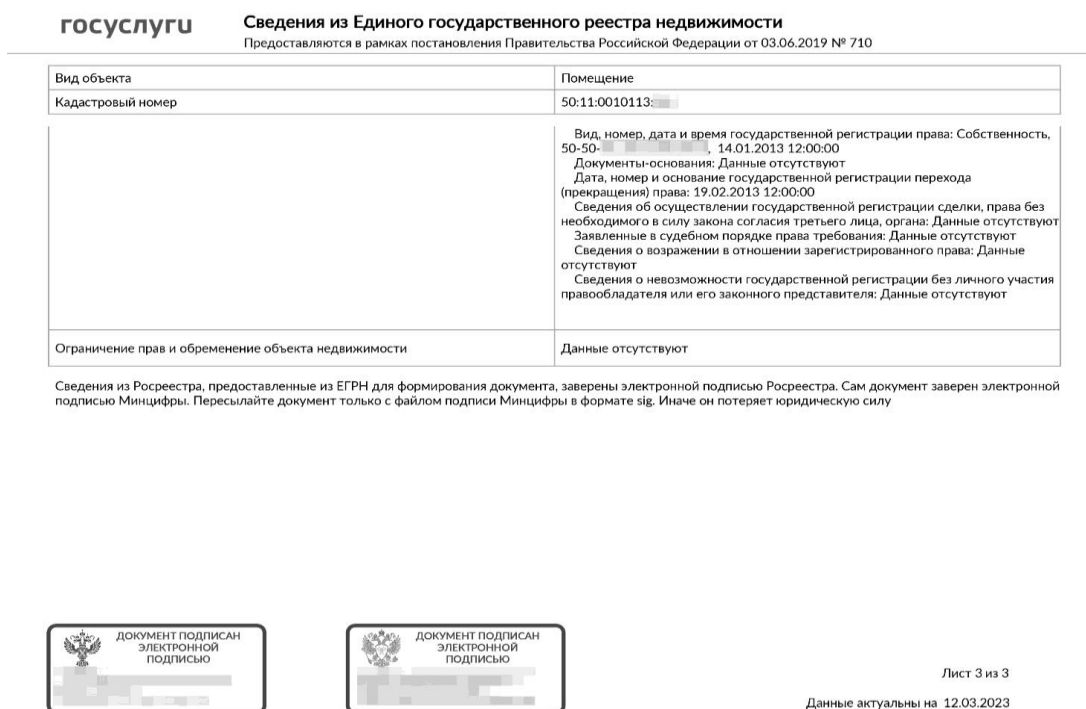 госуслуги
Сведения из Единого государственного реестра недвижимости
Предоставляются в рамках постановления Правительства Российской Федерации от 03.06.2019 № 710
Вид объекта
Помещение
Кадастровый номер
50:11:0010113:
Вид, номер, дата и время государственной регистрации права: Собственность,
50-50- , 14.01.2013 12:00:00
Документы-основания: Данные отсутствуют
Дата, номер и основание государственной регистрации перехода
(прекращения) права: 19.02.2013 12:00:00
Сведения об осуществлении государственной регистрации сделки, права без
необходимого в силу закона согласия третьего лица, органа: Данные отсутствуют
Заявленные в судебном порядке права требования: Данные отсутствуют
Сведения о возражении в отношении зарегистрированного права: Данные
отсутствуют
Сведения о невозможности государственной регистрации без личного участия
правообладателя или его законного представителя: Данные отсутствуют
Ограничение прав и обременение объекта недвижимости
Данные отсутствуют
Сведения из Росреестра, предоставленные из ЕГРН для формирования документа, заверены электронной подписью Росреестра. Сам документ заверен электронной
подписью Минцифры. Пересылайте документ только с файлом подписи Минцифры в формате sig. Иначе он потеряет юридическую силу
ДОКУМЕНТ ПОДПИСАН
ЭЛЕКТРОННОЙ
ПОДПИСЬЮ
ДОКУМЕНТ ПОДПИСАН
ЭЛЕКТРОННОЙ
ПОДПИСЬЮ
Лист 3 из 3
Данные актуальны на 12.03.2023